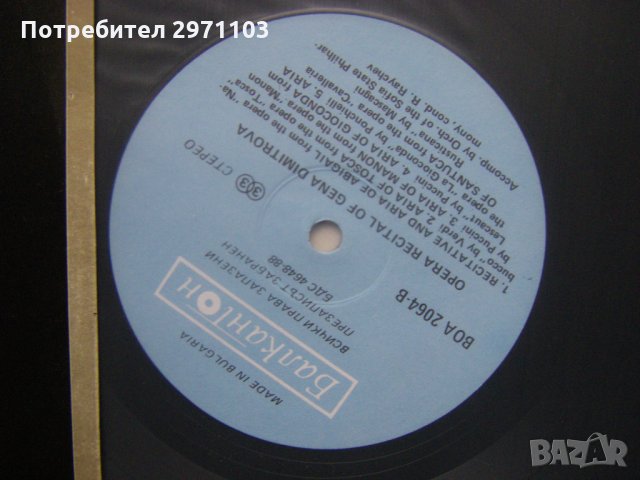 Потребител 2971103
MADE IN BULGARIA
Балкантон
ВСИЧКИ ПРАВА ЗАПАЗЕНИ
ПРЕЗАПИСЪТ ЗАБРАНЕН
БДС 4648-88
BOA 2064-B
33 СТЕРЕО
OPERA RECITAL OF GENA DIMITROVA
1. RECITATIVE AND ARIA OF ABIGAIL from the opera "Na-
bucco" by Verdi 2. ARIA OF TOSCA from the opera "Tosca"
by Puccini 3. ARIA OF MANON from the opera "Manon
Lescaut" by Puccini 4. ARIA OF GIOCONDA from
the opera "La Gioconda" by Ponchielli 5. ARIA
OF SANTUCA from the opera "Cavalleria
Rusticana" by Mascagni
Accomp. by Orch. of the Sofia State Philhar-
mony, cond. R. Raychev
BAZAR